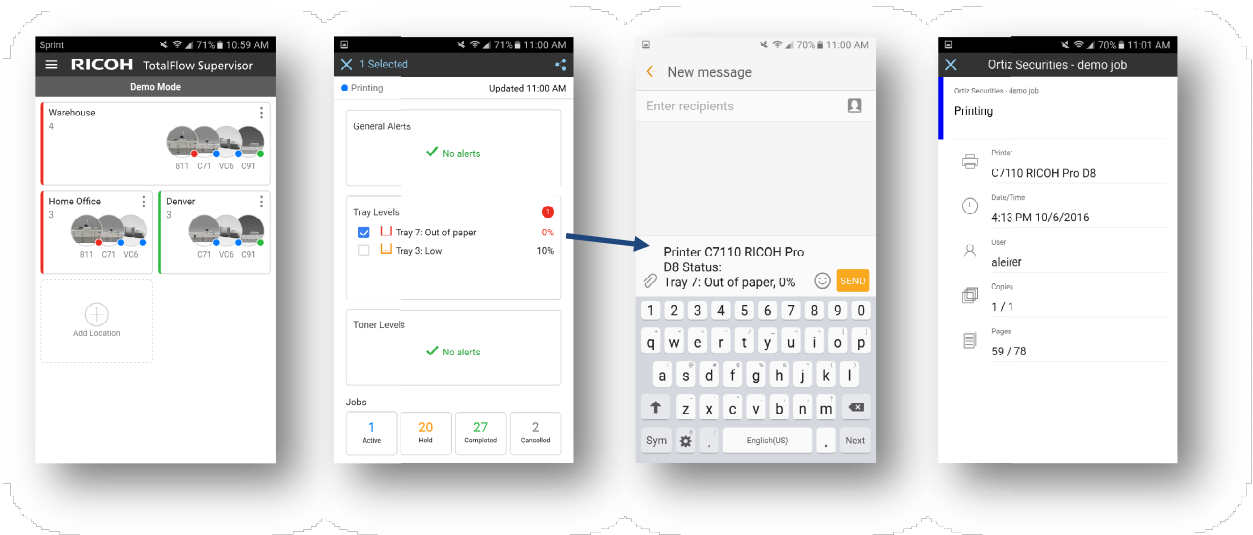 Sprint 71% 10:59 AM
RICOH TotalFlow Supervisor
Demo Mode
Warehouse
4
811 C71 VC6 C91
Home Office
3
811 C71 VC6
Denver
3
C71 VC6 C91
Add Location
71% 11:00 AM
1 Selected
Printing Updated 11:00 AM
General Alerts
No alerts
Tray Levels 1
Tray 7: Out of paper 0%
Tray 3: Low 10%
Toner Levels
No alerts
Jobs
1 20 27 2
Active Hold Completed Cancelled
70% 11:00 AM
New message
Enter recipients
Printer C7110 RICOH Pro
D8 Status:
Tray 7: Out of paper, 0%
SEND
1 2 3 4 5 6 7 8 9 0
q w e r t y u i o p
a s d f g h j k l
z x c v b n m
Sym , English(US) . Next
70% 11:01 AM
Ortiz Securities - demo job
Ortiz Securities - demo job
Printing
Printer
C7110 RICOH Pro D8
Date/Time
4:13 PM 10/6/2016
User
aleirer
Copies
1 / 1
Pages
59 / 78